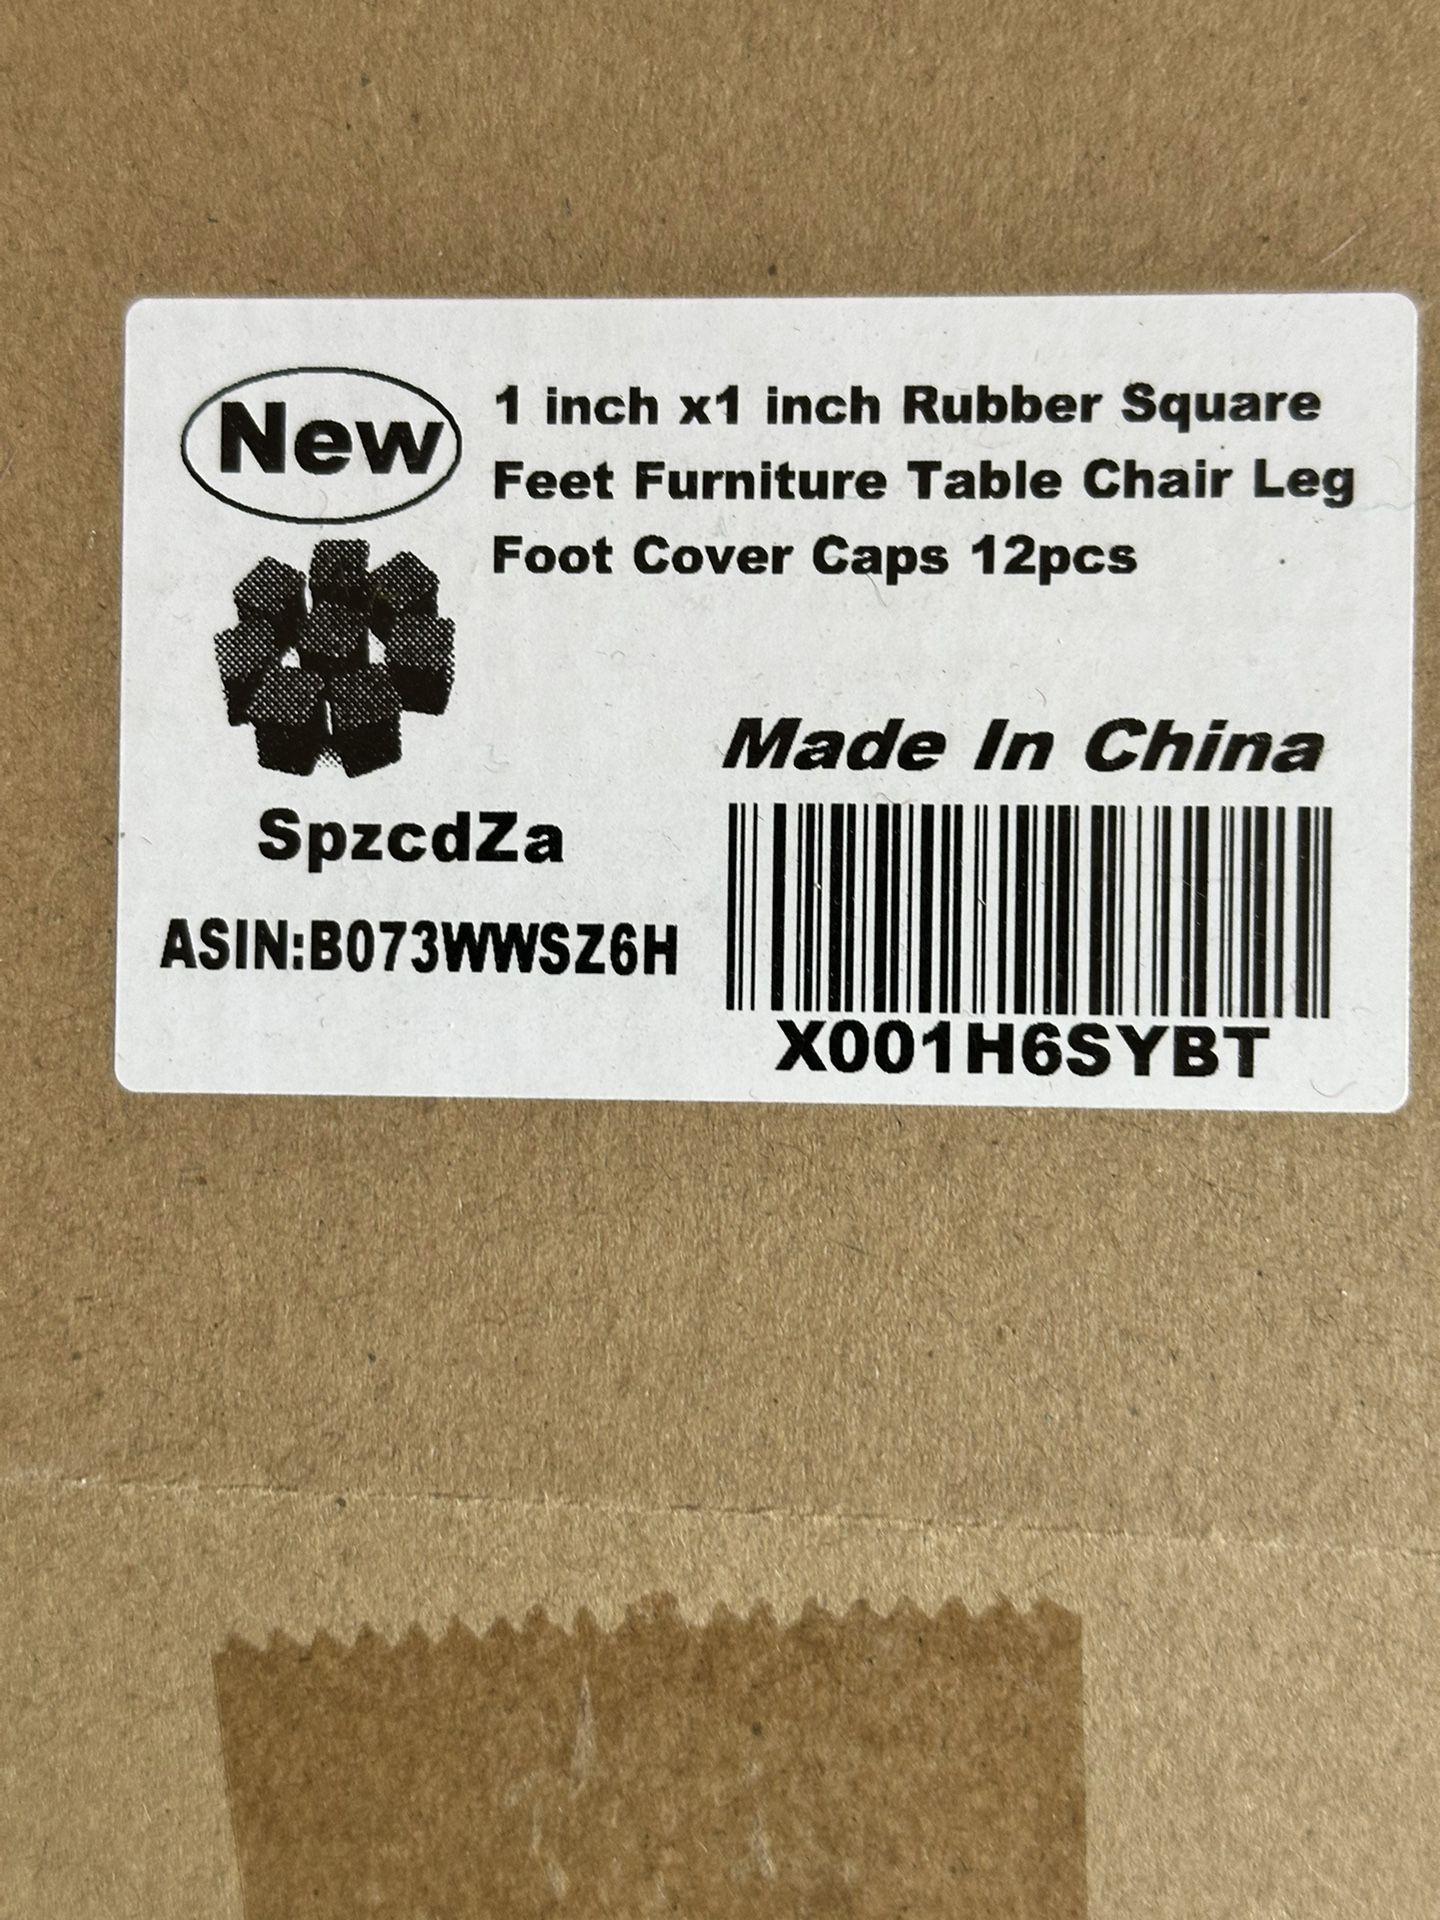 New
1 inch x1 inch Rubber Square
Feet Furniture Table Chair Leg
Foot Cover Caps 12pcs
Made In China
SpzcdZa
ASIN:B073WWSZ6H
X001H6SYBT